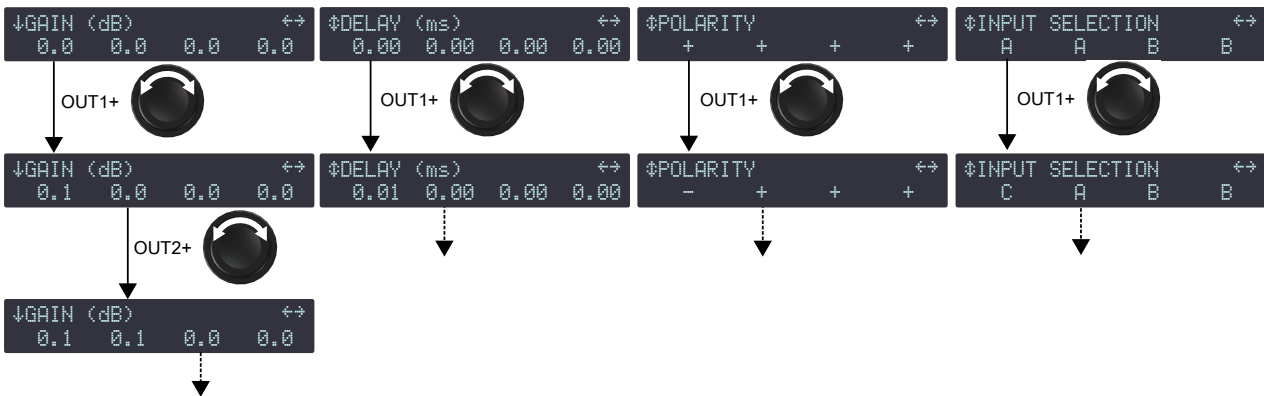 ↓GAIN (dB) ↔
0.0 0.0 0.0 0.0
↕DELAY (ms) ↔
0.00 0.00 0.00 0.00
↕POLARITY ↔
+ + + +
↕INPUT SELECTION ↔
A A B B
OUT1+
OUT1+
OUT1+
OUT1+
↓GAIN (dB) ↔
0.1 0.0 0.0 0.0
↕DELAY (ms) ↔
0.01 0.00 0.00 0.00
↕POLARITY ↔
- + + +
↕INPUT SELECTION ↔
C A B B
OUT2+
↓GAIN (dB) ↔
0.1 0.1 0.0 0.0